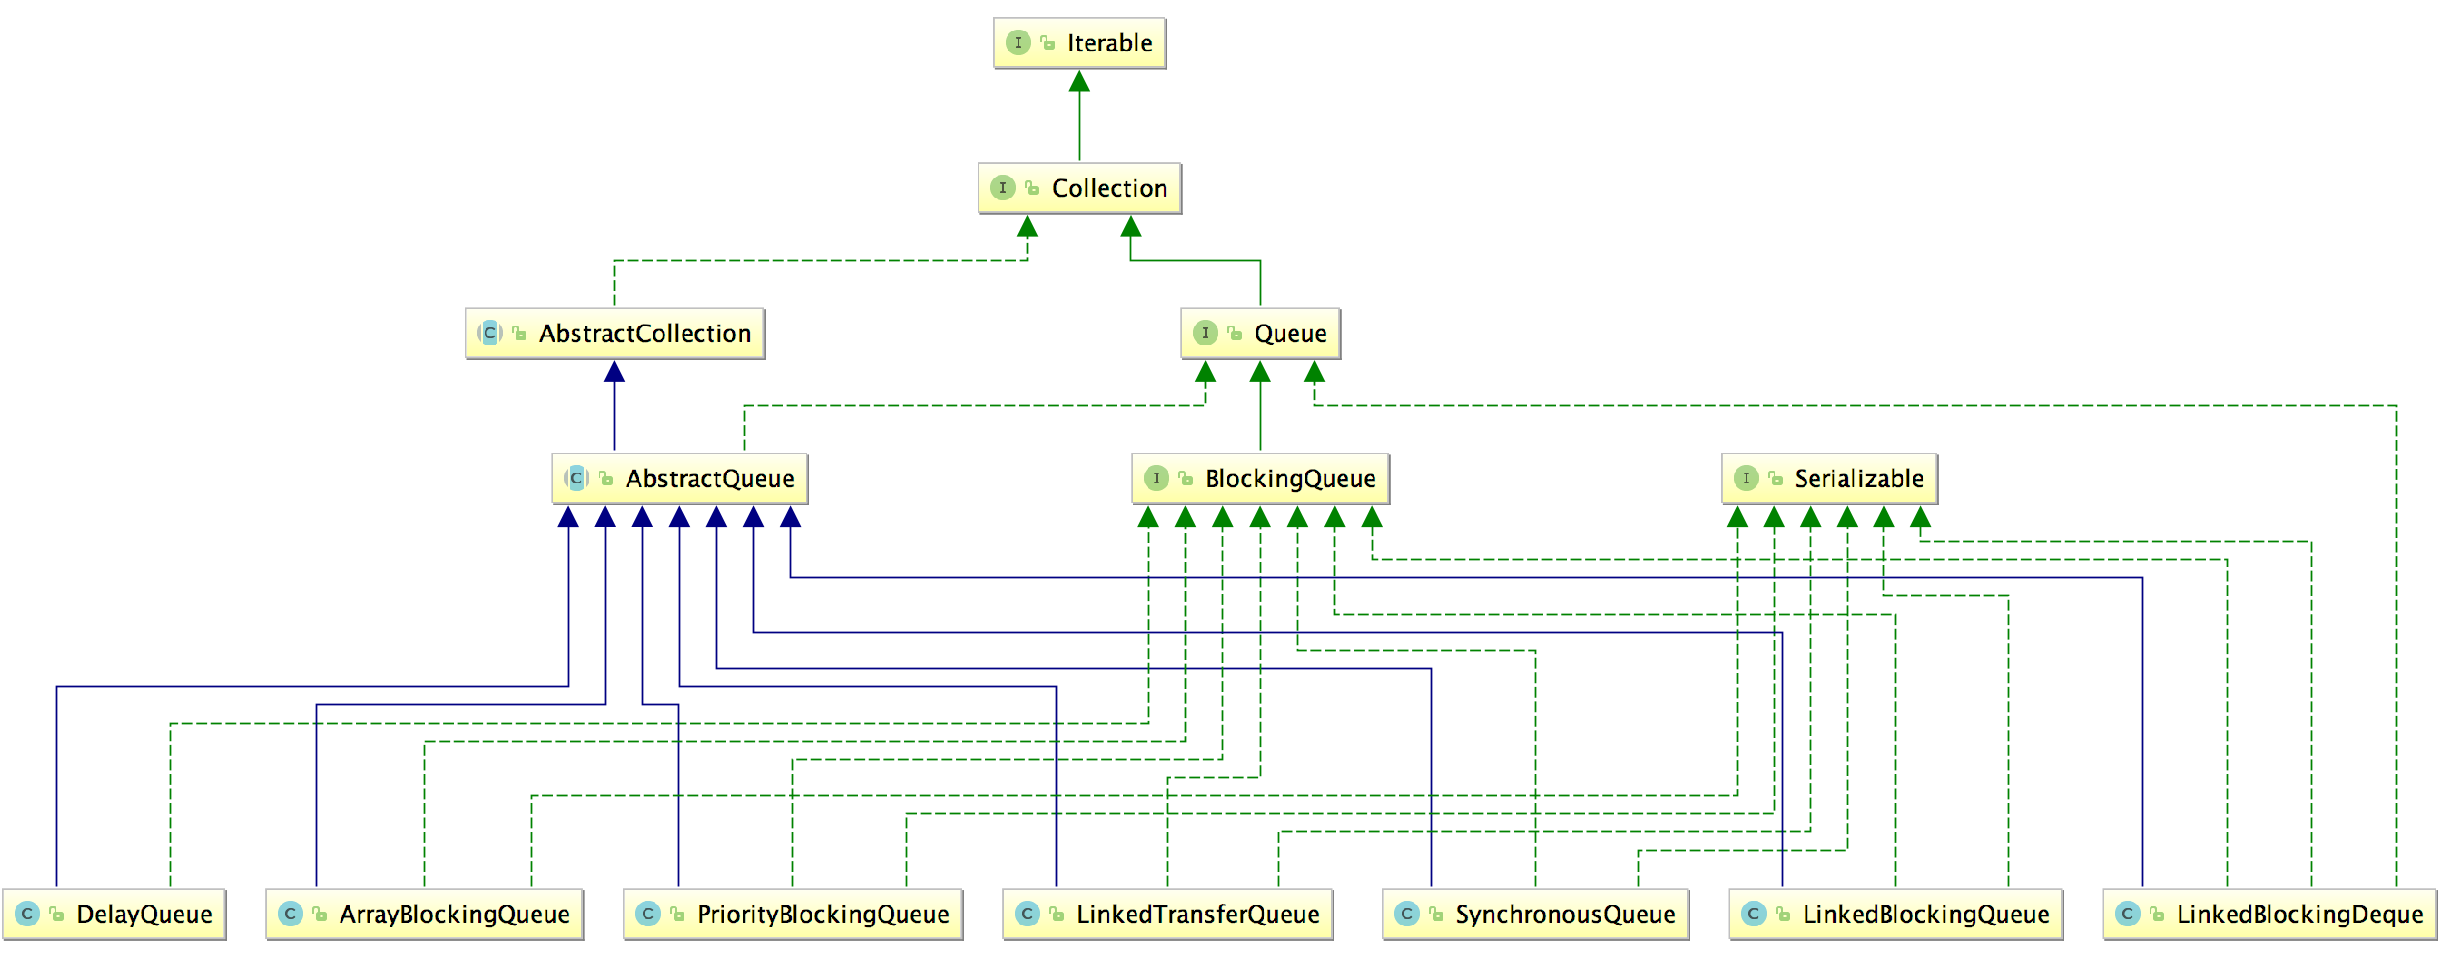 I Iterable
I Collection
C AbstractCollection
I Queue
C AbstractQueue
I BlockingQueue
I Serializable
C DelayQueue
C ArrayBlockingQueue
C PriorityBlockingQueue
C LinkedTransferQueue
C SynchronousQueue
C LinkedBlockingQueue
C LinkedBlockingDeque